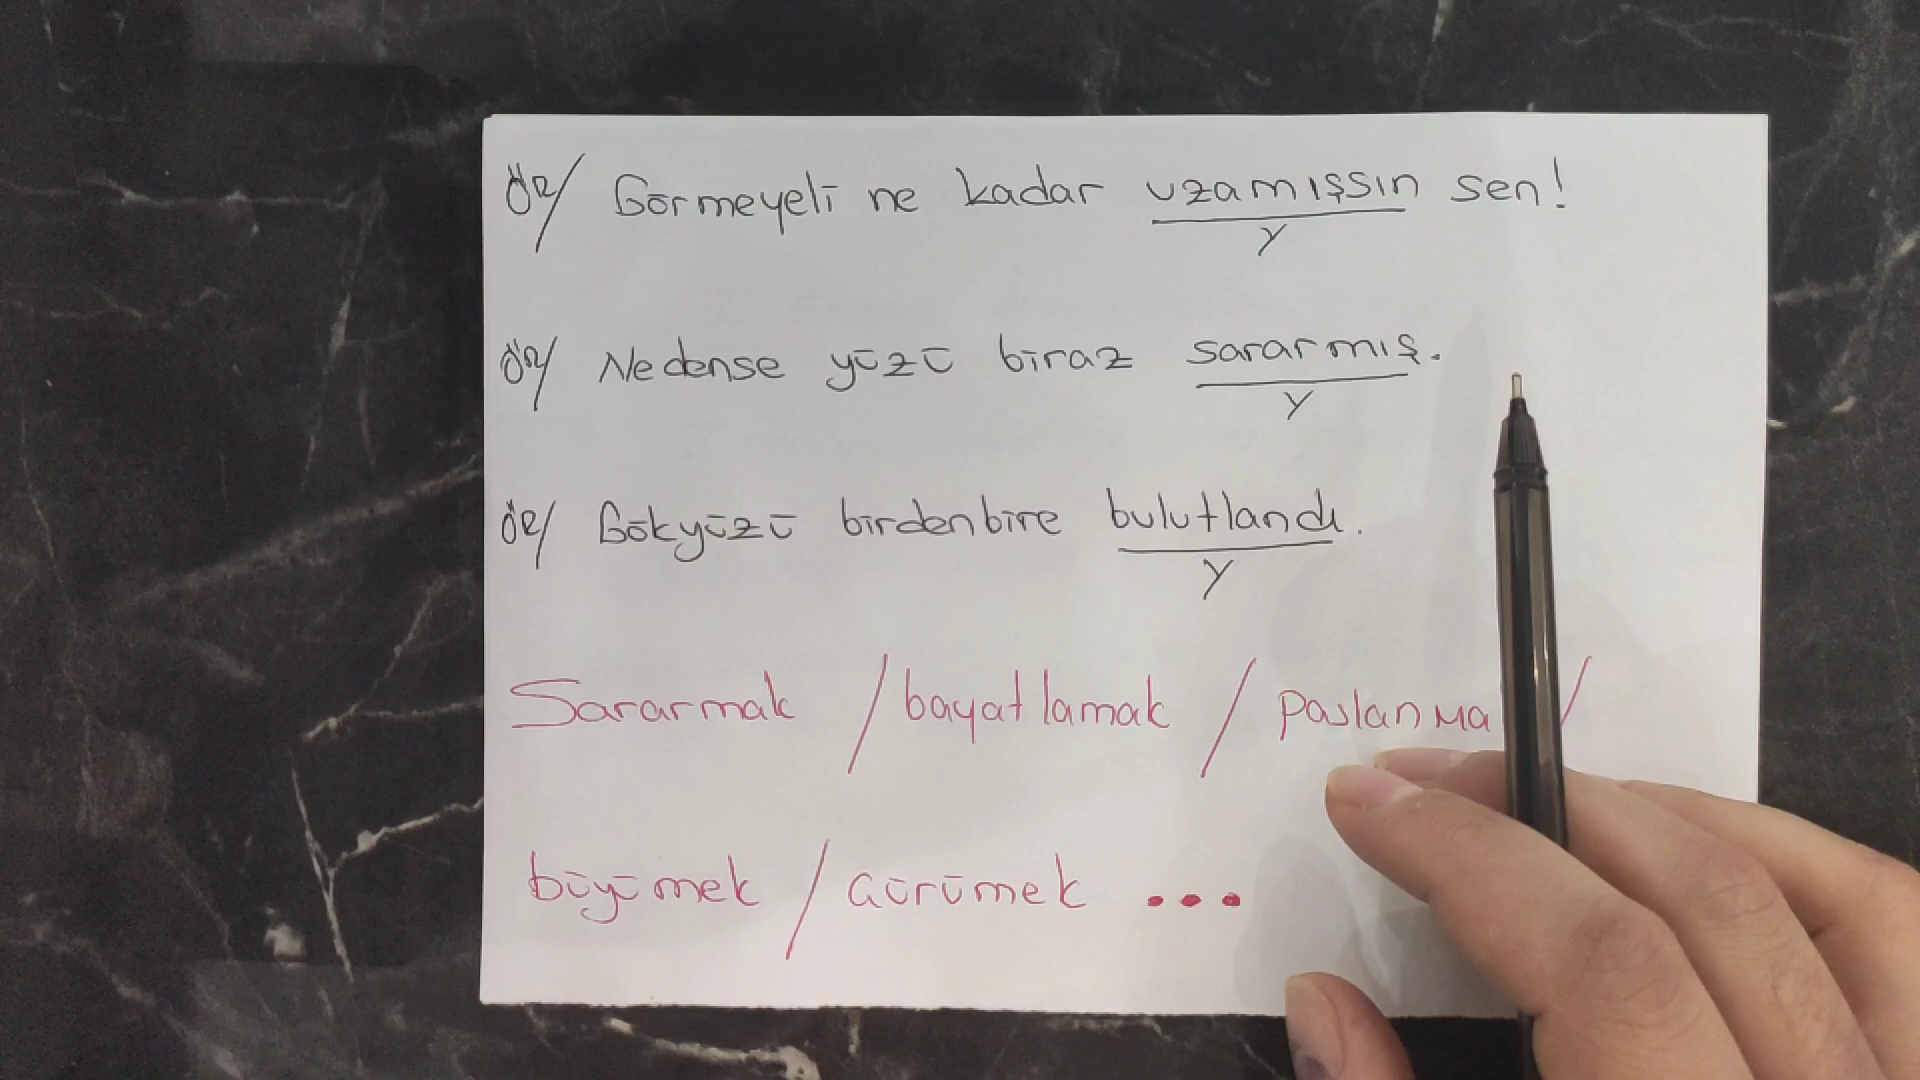 Ör/ Görmeyeli ne kadar uzamışsın sen!
Y
Ör/ Nedense yüzü biraz sararmış.
Y
Ör/ Gökyüzü birdenbire bulutlandı.
Y
Sararmak / bayatlamak / paslanma /
büyümek / çürümek ...